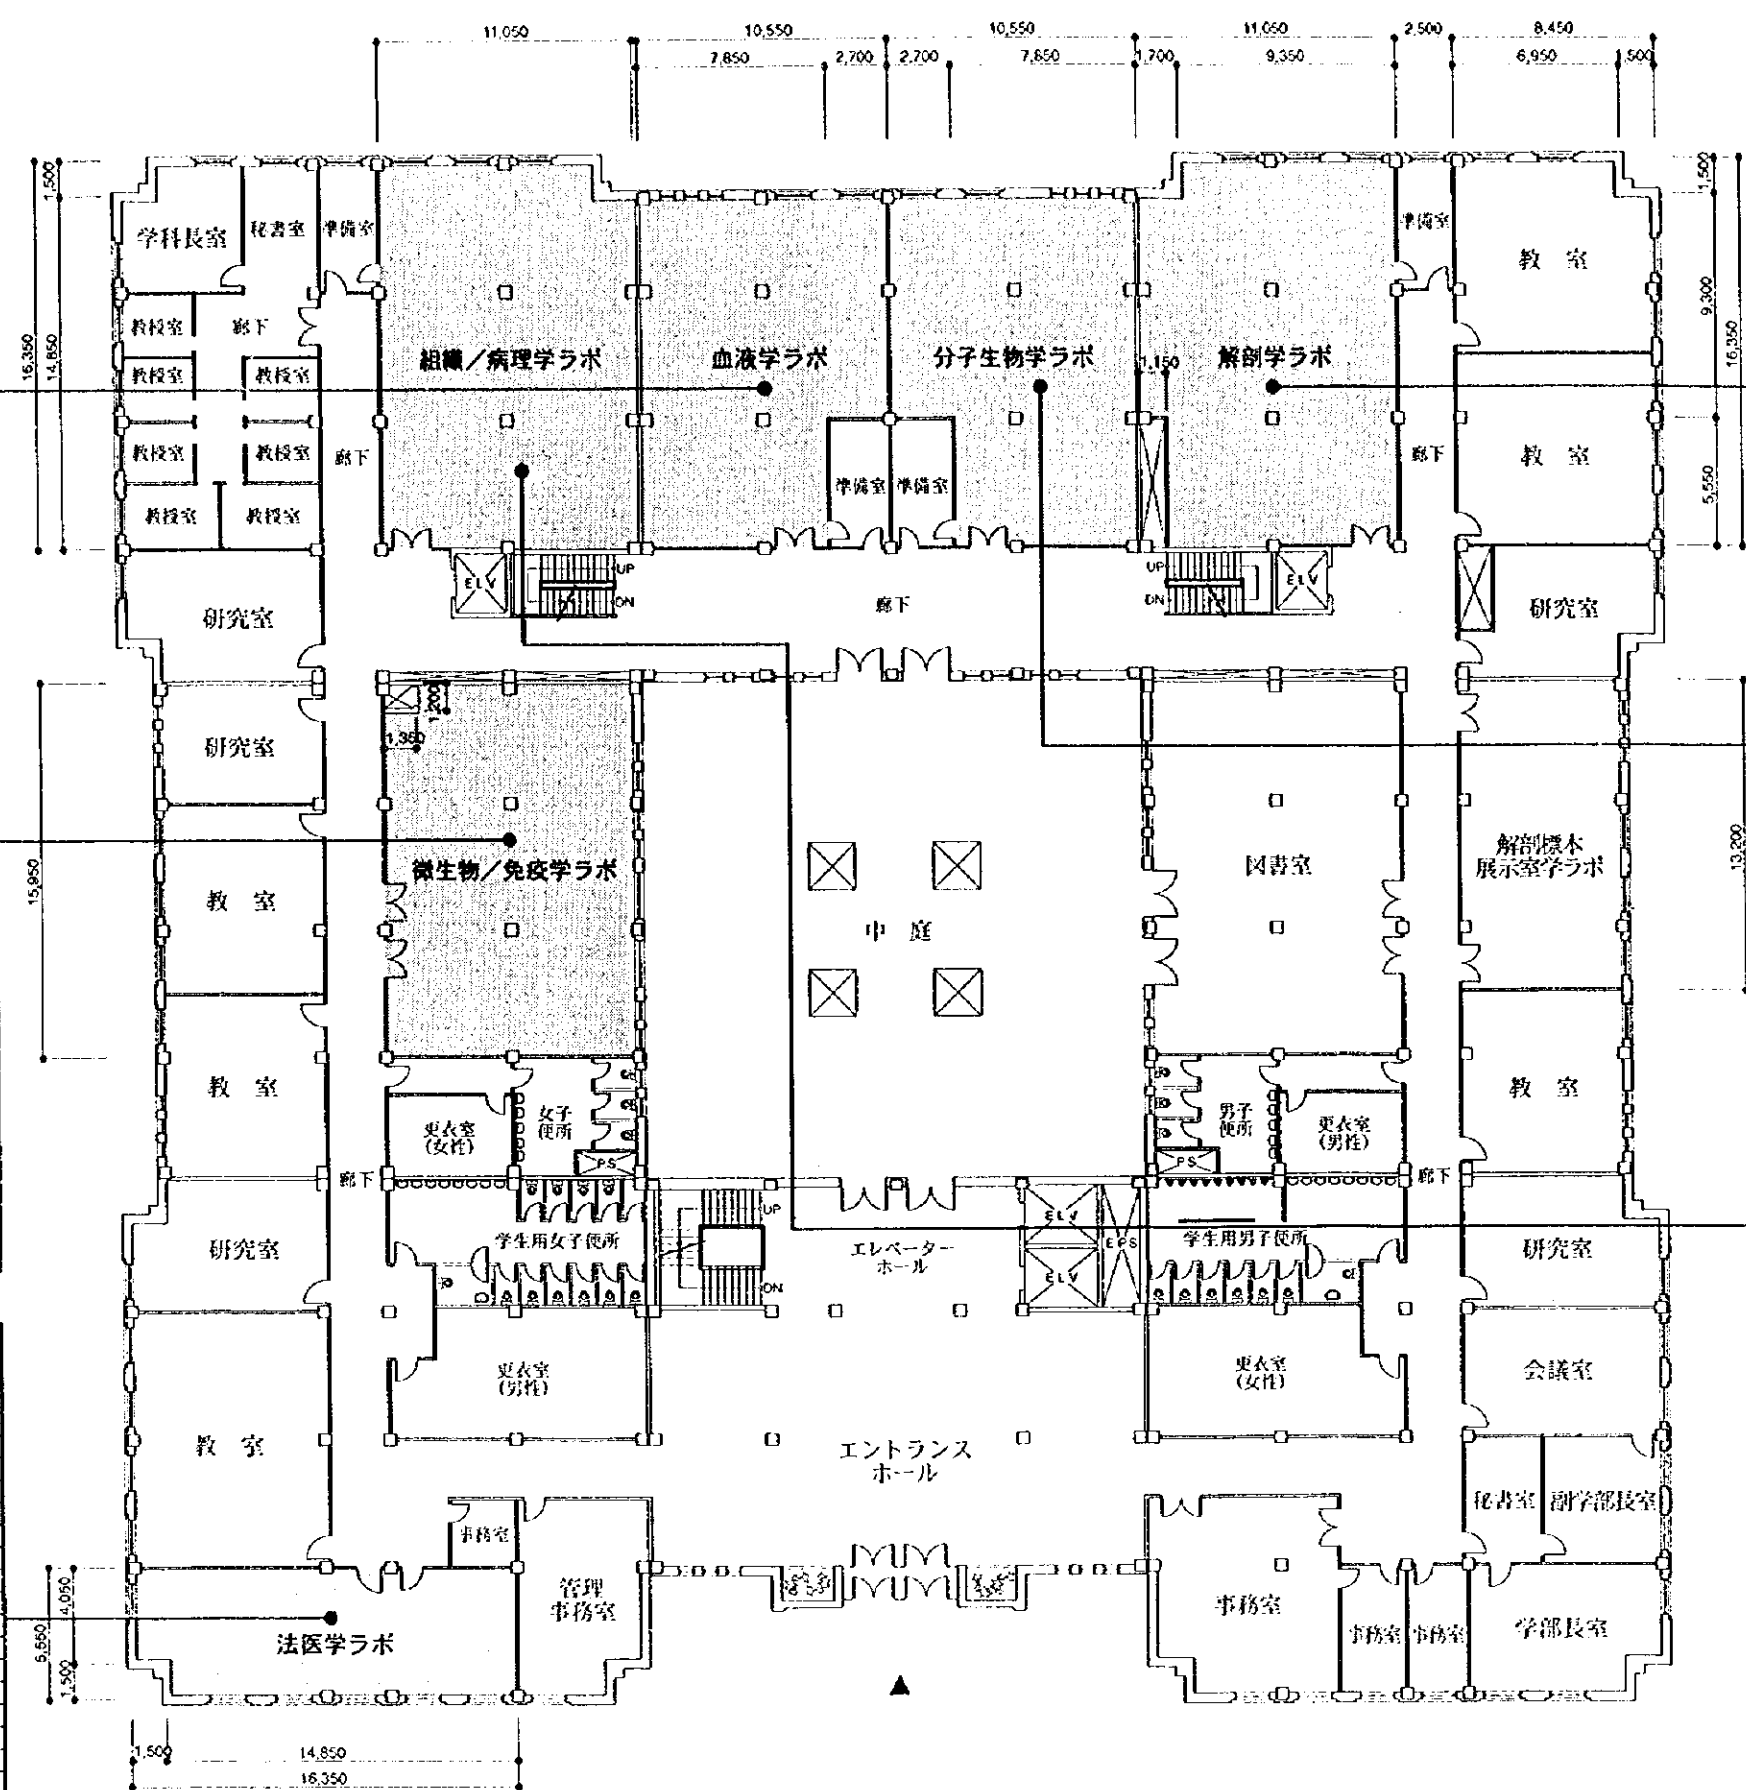 11,050
10,550
10,550
11,050
2,500
8,450
7,850
2,700
2,700
7,850
1,700
9,350
6,950
1,500
1,500
16,350
14,850
1,500
9,300
16,350
5,550
学科長室
秘書室
準備室
準備室
教　室
教授室
廊下
教授室
教授室
教授室
教授室
教授室
教授室
廊下
組織／病理学ラボ
血液学ラボ
分子生物学ラボ
1,150
解剖学ラボ
廊下
教　室
準備室
準備室
ELV
UP
DN
廊下
UP
DN
ELV
研究室
研究室
1,200
1,350
研究室
15,950
微生物／免疫学ラボ
教　室
中　庭
図書室
解剖標本
展示室学ラボ
13,200
教　室
更衣室
(女性)
女子
便所
PS
男子
便所
PS
更衣室
(男性)
教　室
廊下
廊下
研究室
学生用女子便所
UP
DN
エレベーター
ホール
ELV
ELV
EPS
学生用男子便所
研究室
更衣室
(男性)
更衣室
(女性)
会議室
教　室
エントランス
ホール
秘書室
副学部長室
事務室
管理
事務室
事務室
事務室
事務室
学部長室
法医学ラボ
4,050
5,550
1,500
1,500
14,850
16,350